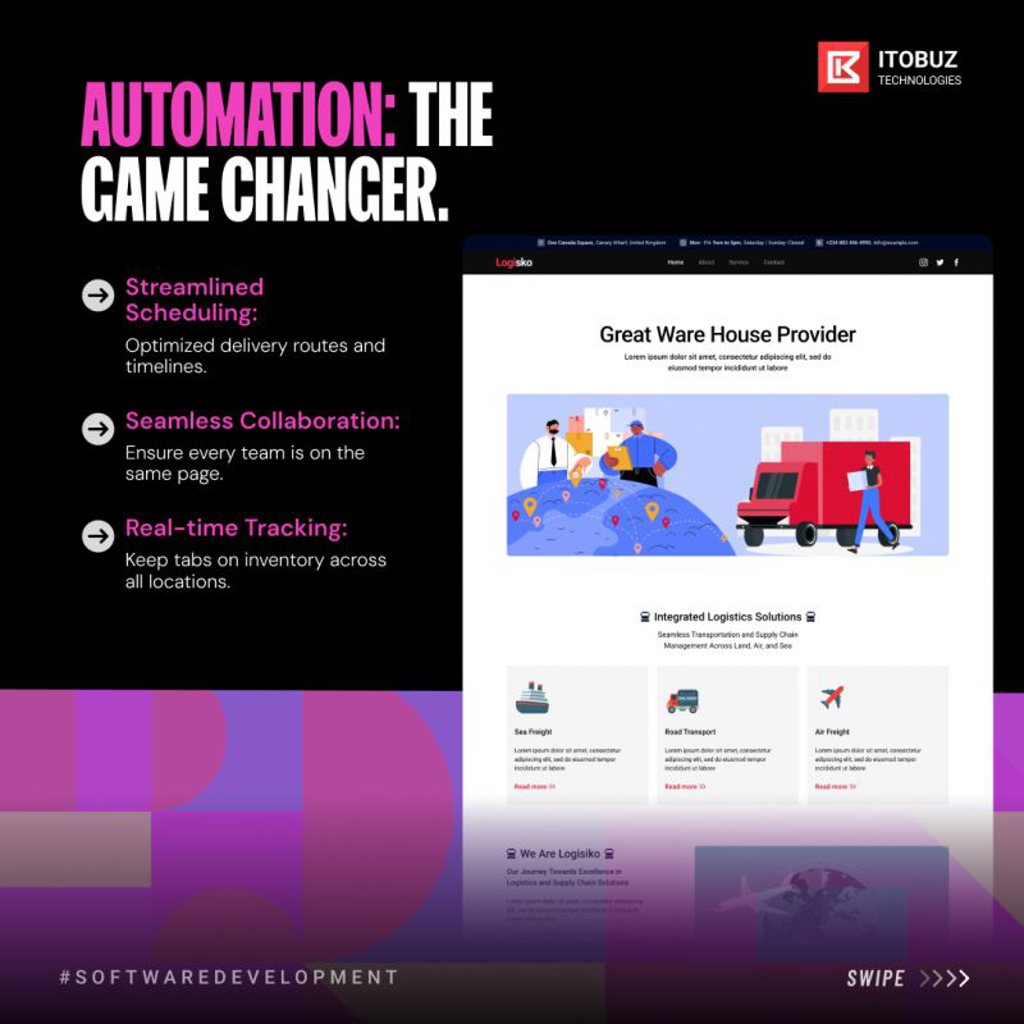 ITOBUZ
TECHNOLOGIES
AUTOMATION: THE
GAME CHANGER.
Streamlined
Scheduling:
Optimized delivery routes and
timelines.
Seamless Collaboration:
Ensure every team is on the
same page.
Real-time Tracking:
Keep tabs on inventory across
all locations.
One Canada Square, Canary Wharf, United Kingdom
Mon - Fri: 9am to 5pm, Saturday / Sunday: Closed
info@example.com
Logisko
Home About Service Contact
Great Ware House Provider
Lorem ipsum dolor sit amet, consectetur adipiscing elit, sed do
eiusmod tempor incididunt ut labore
Integrated Logistics Solutions
Seamless Transportation and Supply Chain
Management Across Land, Air, and Sea
Sea Freight
Lorem ipsum dolor sit amet, consectetur
adipiscing elit, sed do eiusmod tempor
incididunt ut labore
Read more
Road Transport
Lorem ipsum dolor sit amet, consectetur
adipiscing elit, sed do eiusmod tempor
incididunt ut labore
Read more
Air Freight
Lorem ipsum dolor sit amet, consectetur
adipiscing elit, sed do eiusmod tempor
incididunt ut labore
Read more
We Are Logisiko
Our Journey Towards Excellence in
Logistics and Supply Chain Solutions
#SOFTWAREDEVELOPMENT
SWIPE